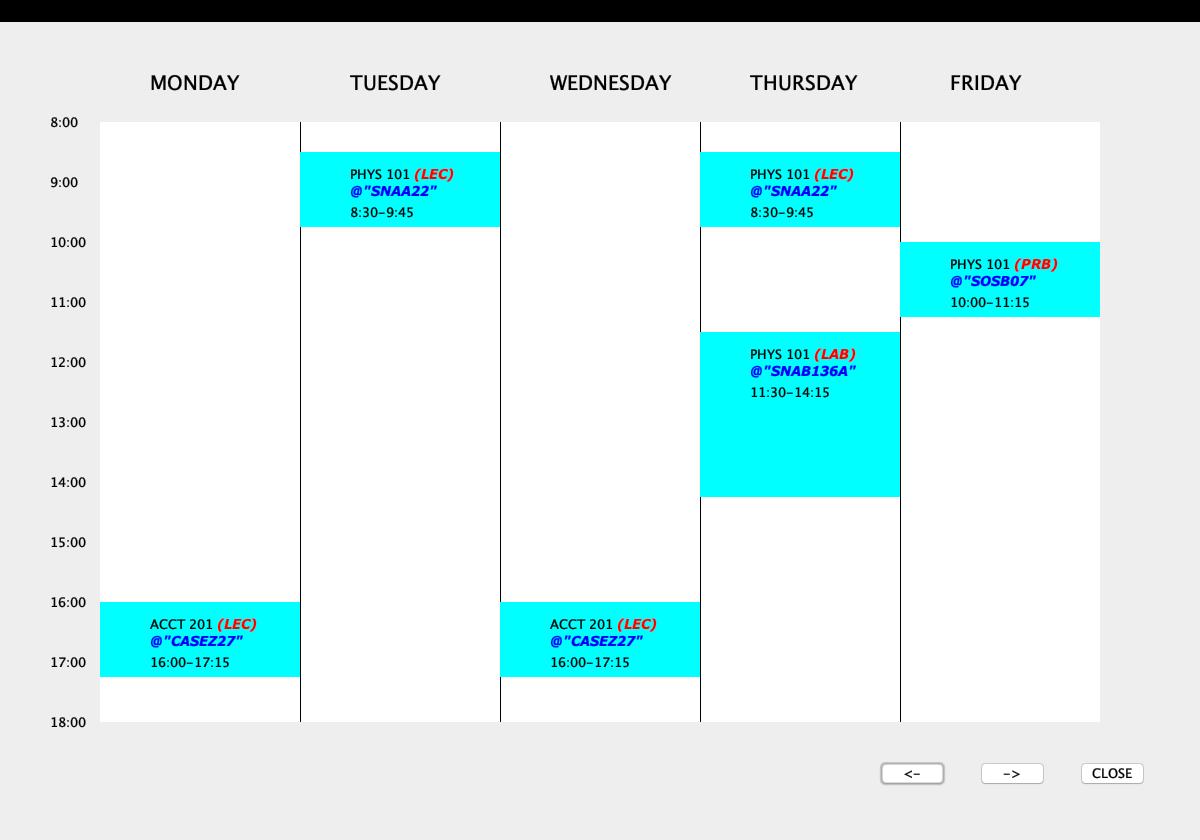 MONDAY TUESDAY WEDNESDAY THURSDAY FRIDAY
8:00
PHYS 101 (LEC)
@"SNAA22"
8:30-9:45
PHYS 101 (LEC)
@"SNAA22"
8:30-9:45
9:00
10:00
PHYS 101 (PRB)
@"SOSB07"
10:00-11:15
11:00
PHYS 101 (LAB)
@"SNAB136A"
11:30-14:15
12:00
13:00
14:00
15:00
16:00
ACCT 201 (LEC)
@"CASEZ27"
16:00-17:15
ACCT 201 (LEC)
@"CASEZ27"
16:00-17:15
17:00
18:00
<- -> CLOSE